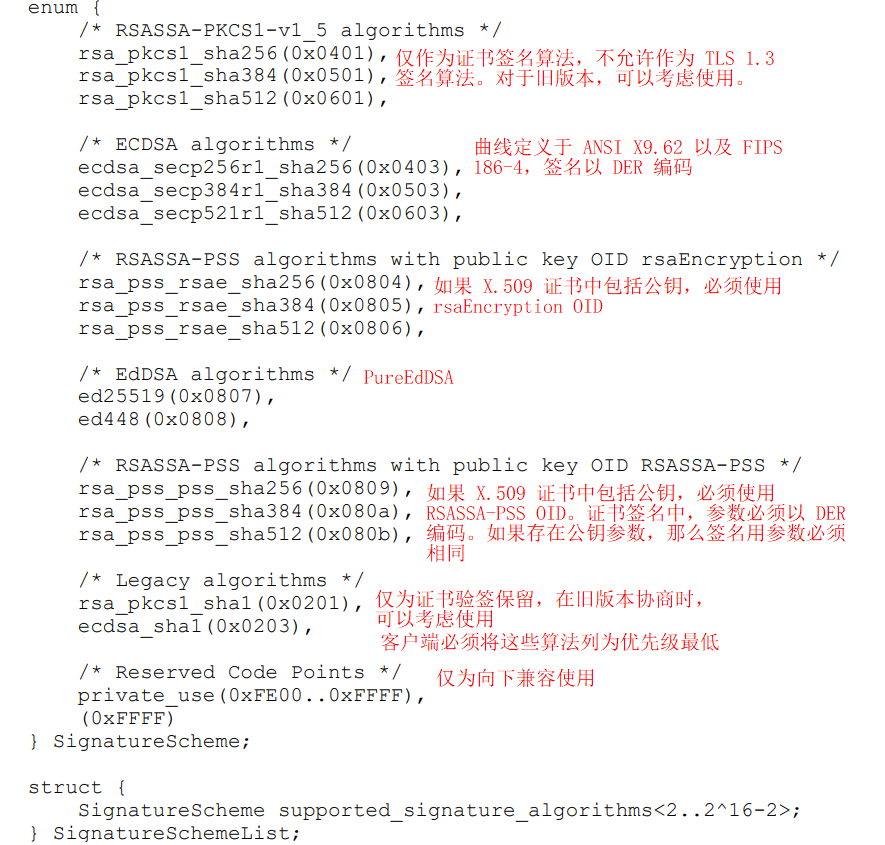 enum {
/* RSASSA-PKCS1-v1_5 algorithms */
rsa_pkcs1_sha256(0x0401), 仅作为证书签名算法，不允许作为 TLS 1.3
rsa_pkcs1_sha384(0x0501), 签名算法。对于旧版本，可以考虑使用。
rsa_pkcs1_sha512(0x0601),
/* ECDSA algorithms */ 曲线定义于 ANSI X9.62 以及 FIPS
ecdsa_secp256r1_sha256(0x0403), 186-4，签名以 DER 编码
ecdsa_secp384r1_sha384(0x0503),
ecdsa_secp521r1_sha512(0x0603),
/* RSASSA-PSS algorithms with public key OID rsaEncryption */
rsa_pss_rsae_sha256(0x0804), 如果 X.509 证书中包括公钥，必须使用
rsa_pss_rsae_sha384(0x0805), rsaEncryption OID
rsa_pss_rsae_sha512(0x0806),
/* EdDSA algorithms */ PureEdDSA
ed25519(0x0807),
ed448(0x0808),
/* RSASSA-PSS algorithms with public key OID RSASSA-PSS */
rsa_pss_pss_sha256(0x0809), 如果 X.509 证书中包括公钥，必须使用
rsa_pss_pss_sha384(0x080a), RSASSA-PSS OID。证书签名中，参数必须以 DER
rsa_pss_pss_sha512(0x080b), 编码。如果存在公钥参数，那么签名用参数必须
相同
/* Legacy algorithms */
rsa_pkcs1_sha1(0x0201), 仅为证书验签保留，在旧版本协商时，
可以考虑使用
ecdsa_sha1(0x0203),
客户端必须将这些算法列为优先级最低
/* Reserved Code Points */ 仅为向下兼容使用
private_use(0xFE00..0xFFFF),
(0xFFFF)
} SignatureScheme;
struct {
SignatureScheme supported_signature_algorithms<2..2^16-2>;
} SignatureSchemeList;